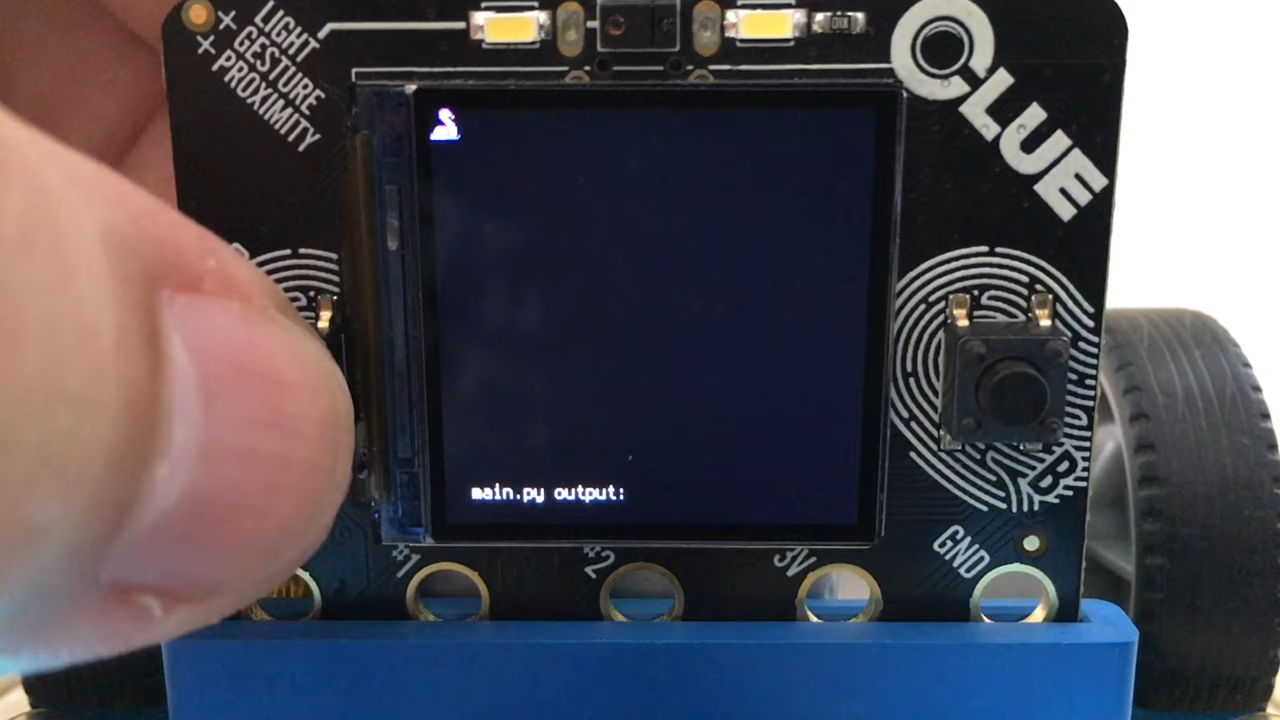 LIGHT
+ GESTURE
+ PROXIMITY
CLUE
main.py output:
B
#1
#2
3V
GND